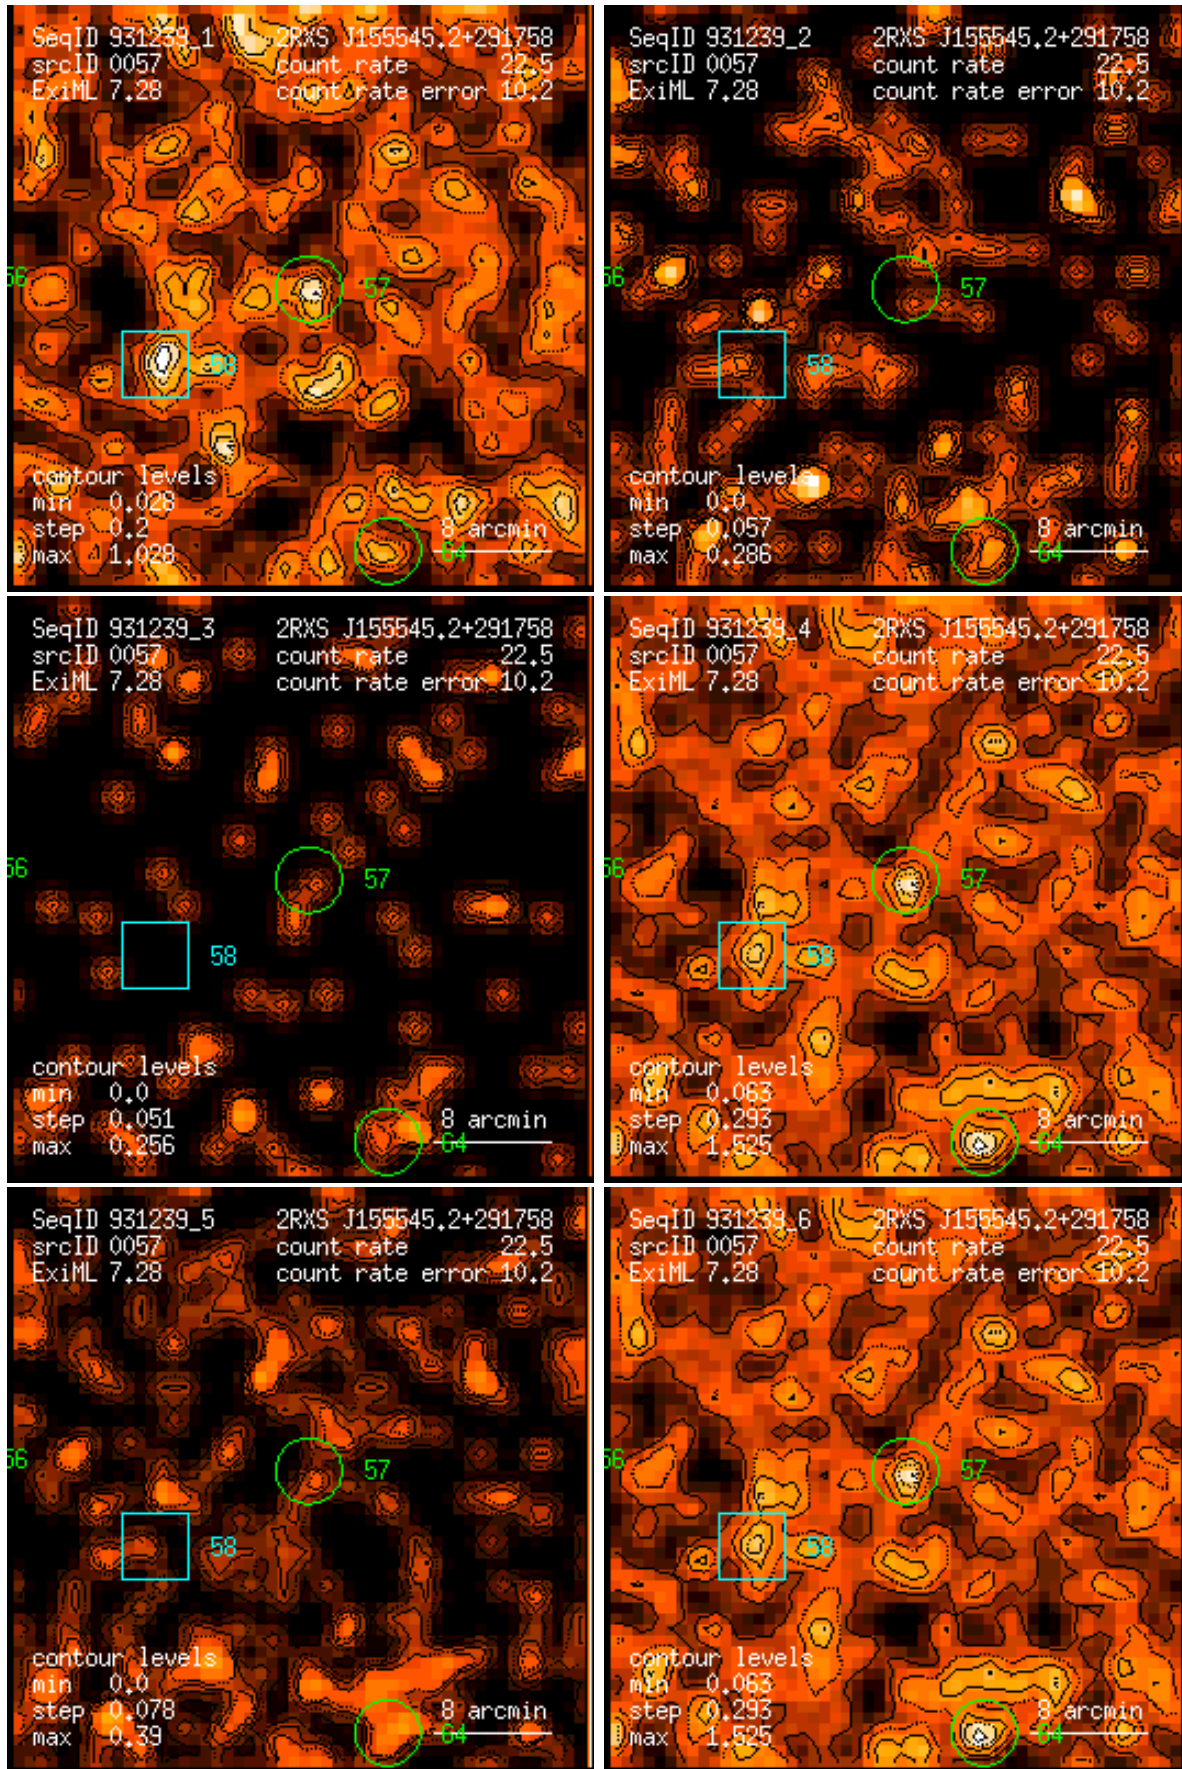 SeqID 931239_1 2RXS J155545.2+291758
srcID 0057 count rate 22.5
ExiML 7.28 count rate error 10.2
56 57
58
contour levels
min 0.028
step 0.2 8 arcmin
max 1.028 64
SeqID 931239_2 2RXS J155545.2+291758
srcID 0057 count rate 22.5
ExiML 7.28 count rate error 10.2
56 57
58
contour levels
min 0.0
step 0.057 8 arcmin
max 0.286 64
SeqID 931239_3 2RXS J155545.2+291758
srcID 0057 count rate 22.5
ExiML 7.28 count rate error 10.2
56 57
58
contour levels
min 0.0
step 0.051 8 arcmin
max 0.256 64
SeqID 931239_4 2RXS J155545.2+291758
srcID 0057 count rate 22.5
ExiML 7.28 count rate error 10.2
56 57
58
contour levels
min 0.063
step 0.293 8 arcmin
max 1.525 64
SeqID 931239_5 2RXS J155545.2+291758
srcID 0057 count rate 22.5
ExiML 7.28 count rate error 10.2
56 57
58
contour levels
min 0.0
step 0.078 8 arcmin
max 0.39 64
SeqID 931239_6 2RXS J155545.2+291758
srcID 0057 count rate 22.5
ExiML 7.28 count rate error 10.2
56 57
58
contour levels
min 0.063
step 0.293 8 arcmin
max 1.525 64